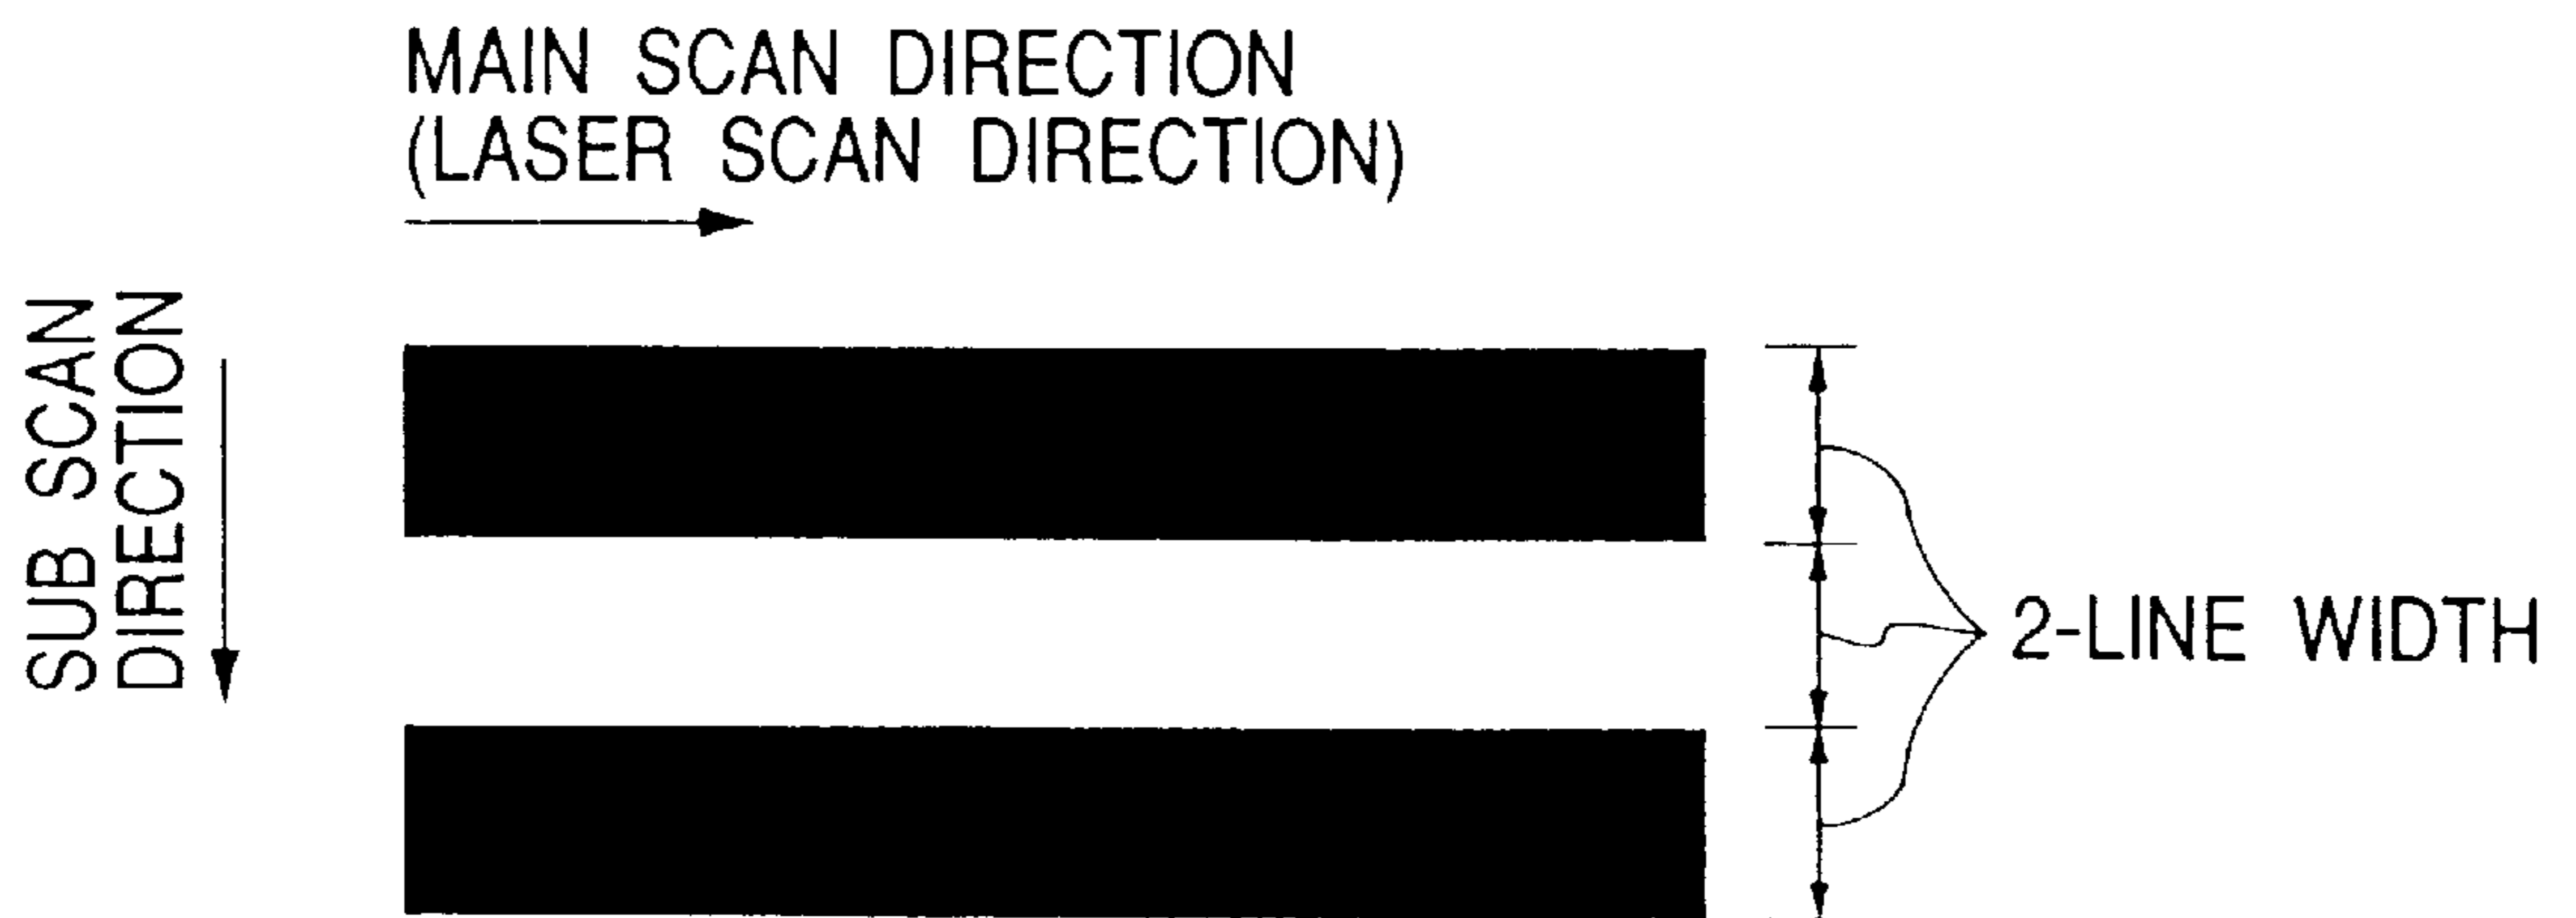 MAIN SCAN DIRECTION
(LASER SCAN DIRECTION)
SUB SCAN
DIRECTION
2-LINE WIDTH